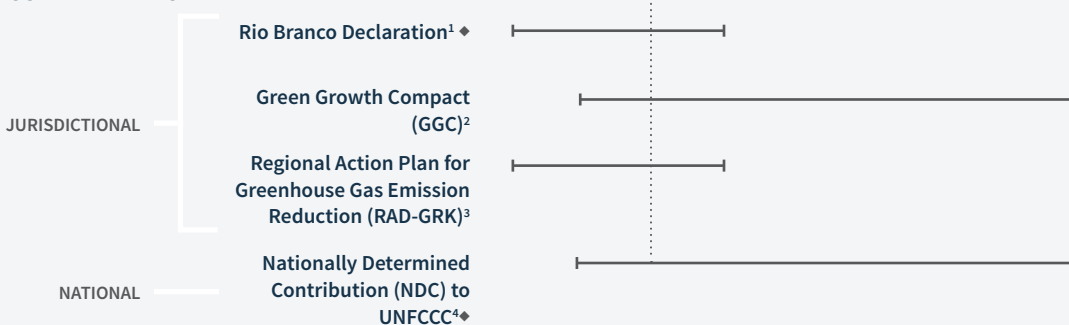 Rio Branco Declaration¹ ◆
Green Growth Compact
(GGC)²
JURISDICTIONAL
Regional Action Plan for
Greenhouse Gas Emission
Reduction (RAD-GRK)³
Nationally Determined
Contribution (NDC) to
UNFCCC⁴◆
NATIONAL